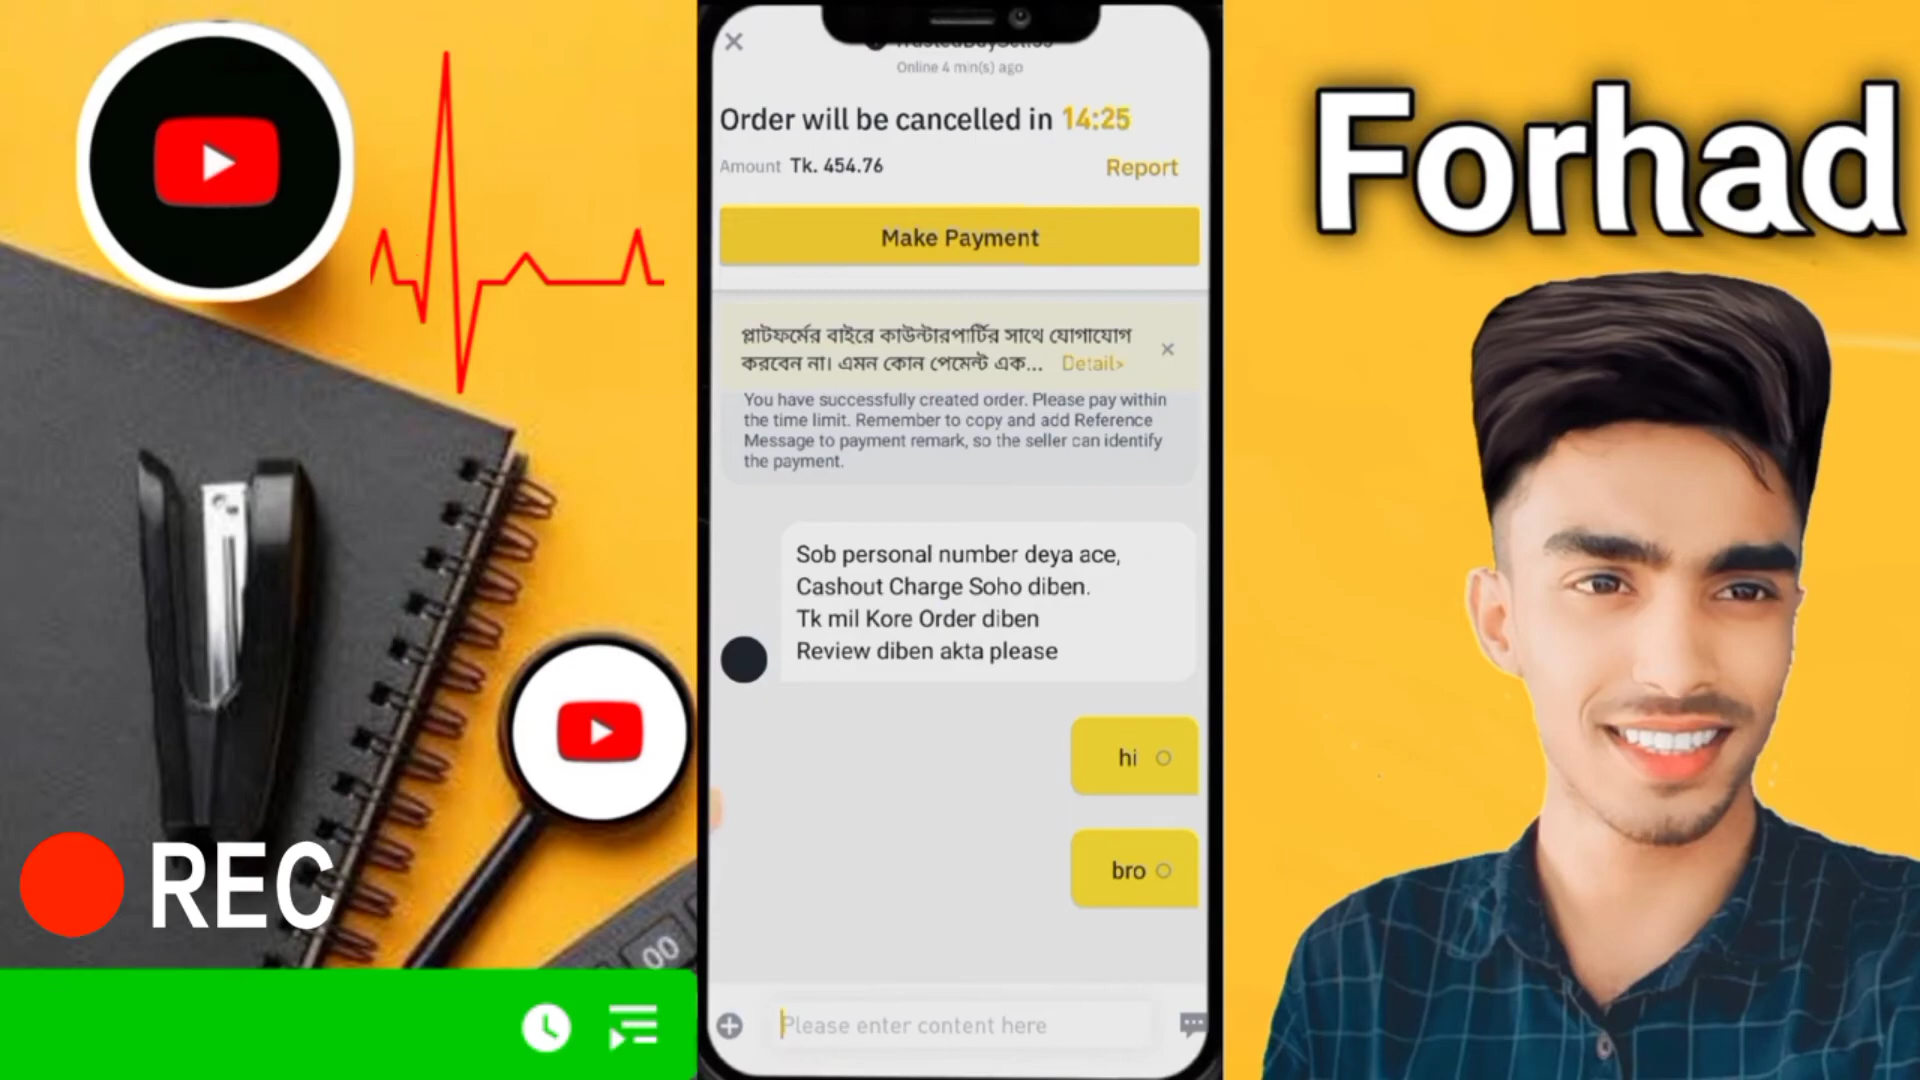 Online 4 min(s) ago
Order will be cancelled in 14:25
Amount Tk. 454.76
Report
Make Payment
প্লাটফর্মের বাইরে কাউন্টারপার্টির সাথে যোগাযোগ
করবেন না। এমন কোন পেমেন্ট এক... Detail>
You have successfully created order. Please pay within
the time limit. Remember to copy and add Reference
Message to payment remark, so the seller can identify
the payment.
Sob personal number deya ace,
Cashout Charge Soho diben.
Tk mil Kore Order diben
Review diben akta please
hi
bro
Please enter content here
REC
00
Forhad